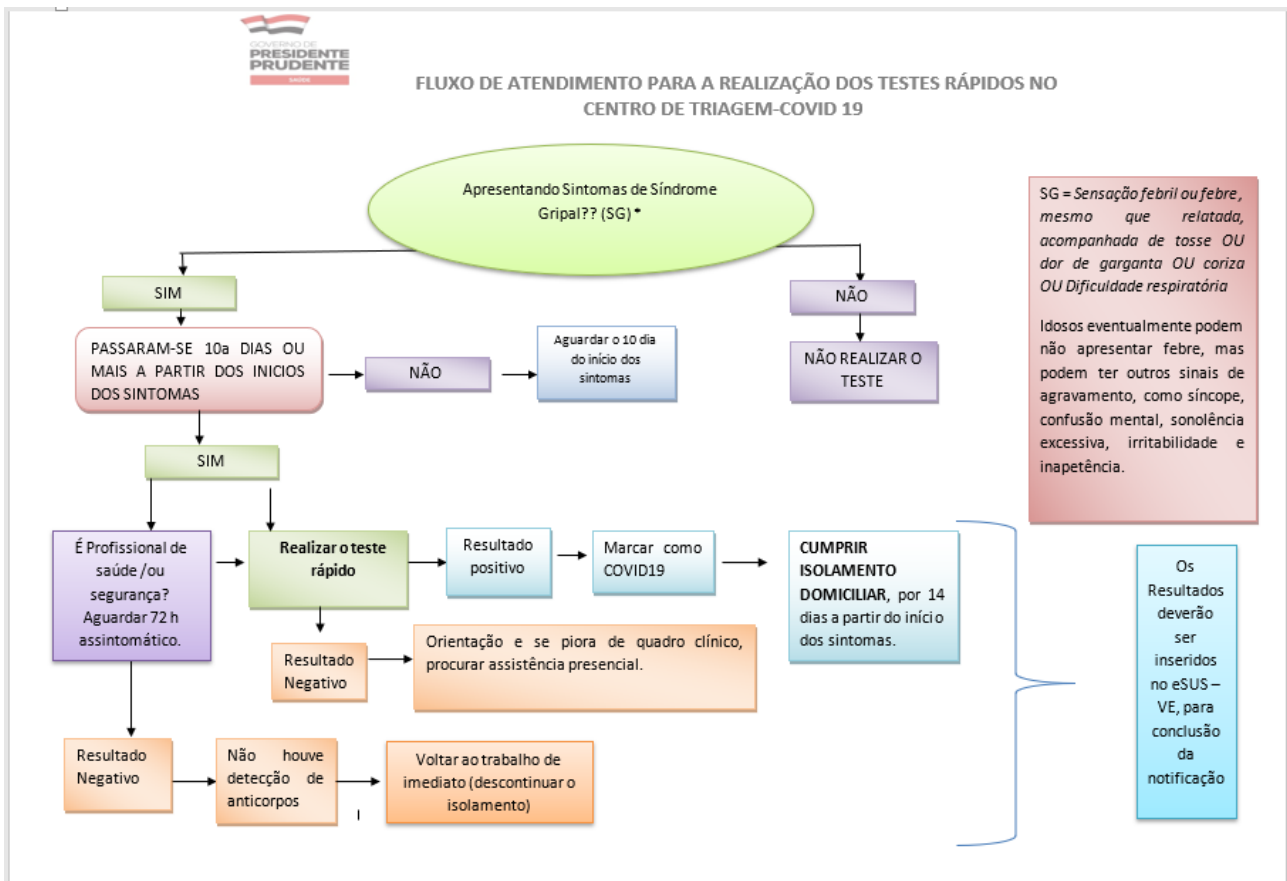 GOVERNO DE
PRESIDENTE
PRUDENTE
SAÚDE
FLUXO DE ATENDIMENTO PARA A REALIZAÇÃO DOS TESTES RÁPIDOS NO
CENTRO DE TRIAGEM-COVID 19
Apresentando Sintomas de Síndrome
Gripal?? (SG) *
SIM
NÃO
PASSARAM-SE 10a DIAS OU
MAIS A PARTIR DOS INICIOS
DOS SINTOMAS
NÃO
Aguardar o 10 dia
do início dos
sintomas
NÃO REALIZAR O
TESTE
SG = Sensação febril ou febre,
mesmo que relatada,
acompanhada de tosse OU
dor de garganta OU coriza
OU Dificuldade respiratória
Idosos eventualmente podem
não apresentar febre, mas
podem ter outros sinais de
agravamento, como síncope,
confusão mental, sonolência
excessiva, irritabilidade e
inapetência.
SIM
É Profissional de
saúde /ou
segurança?
Aguardar 72 h
assintomático.
Realizar o teste
rápido
Resultado
positivo
Marcar como
COVID19
CUMPRIR
ISOLAMENTO
DOMICILIAR, por 14
dias a partir do início
dos sintomas.
Resultado
Negativo
Orientação e se piora de quadro clínico,
procurar assistência presencial.
Os
Resultados
deverão
ser
inseridos
no eSUS –
VE, para
conclusão
da
notificação
Resultado
Negativo
Não houve
detecção de
anticorpos
Voltar ao trabalho de
imediato (descontinuar o
isolamento)